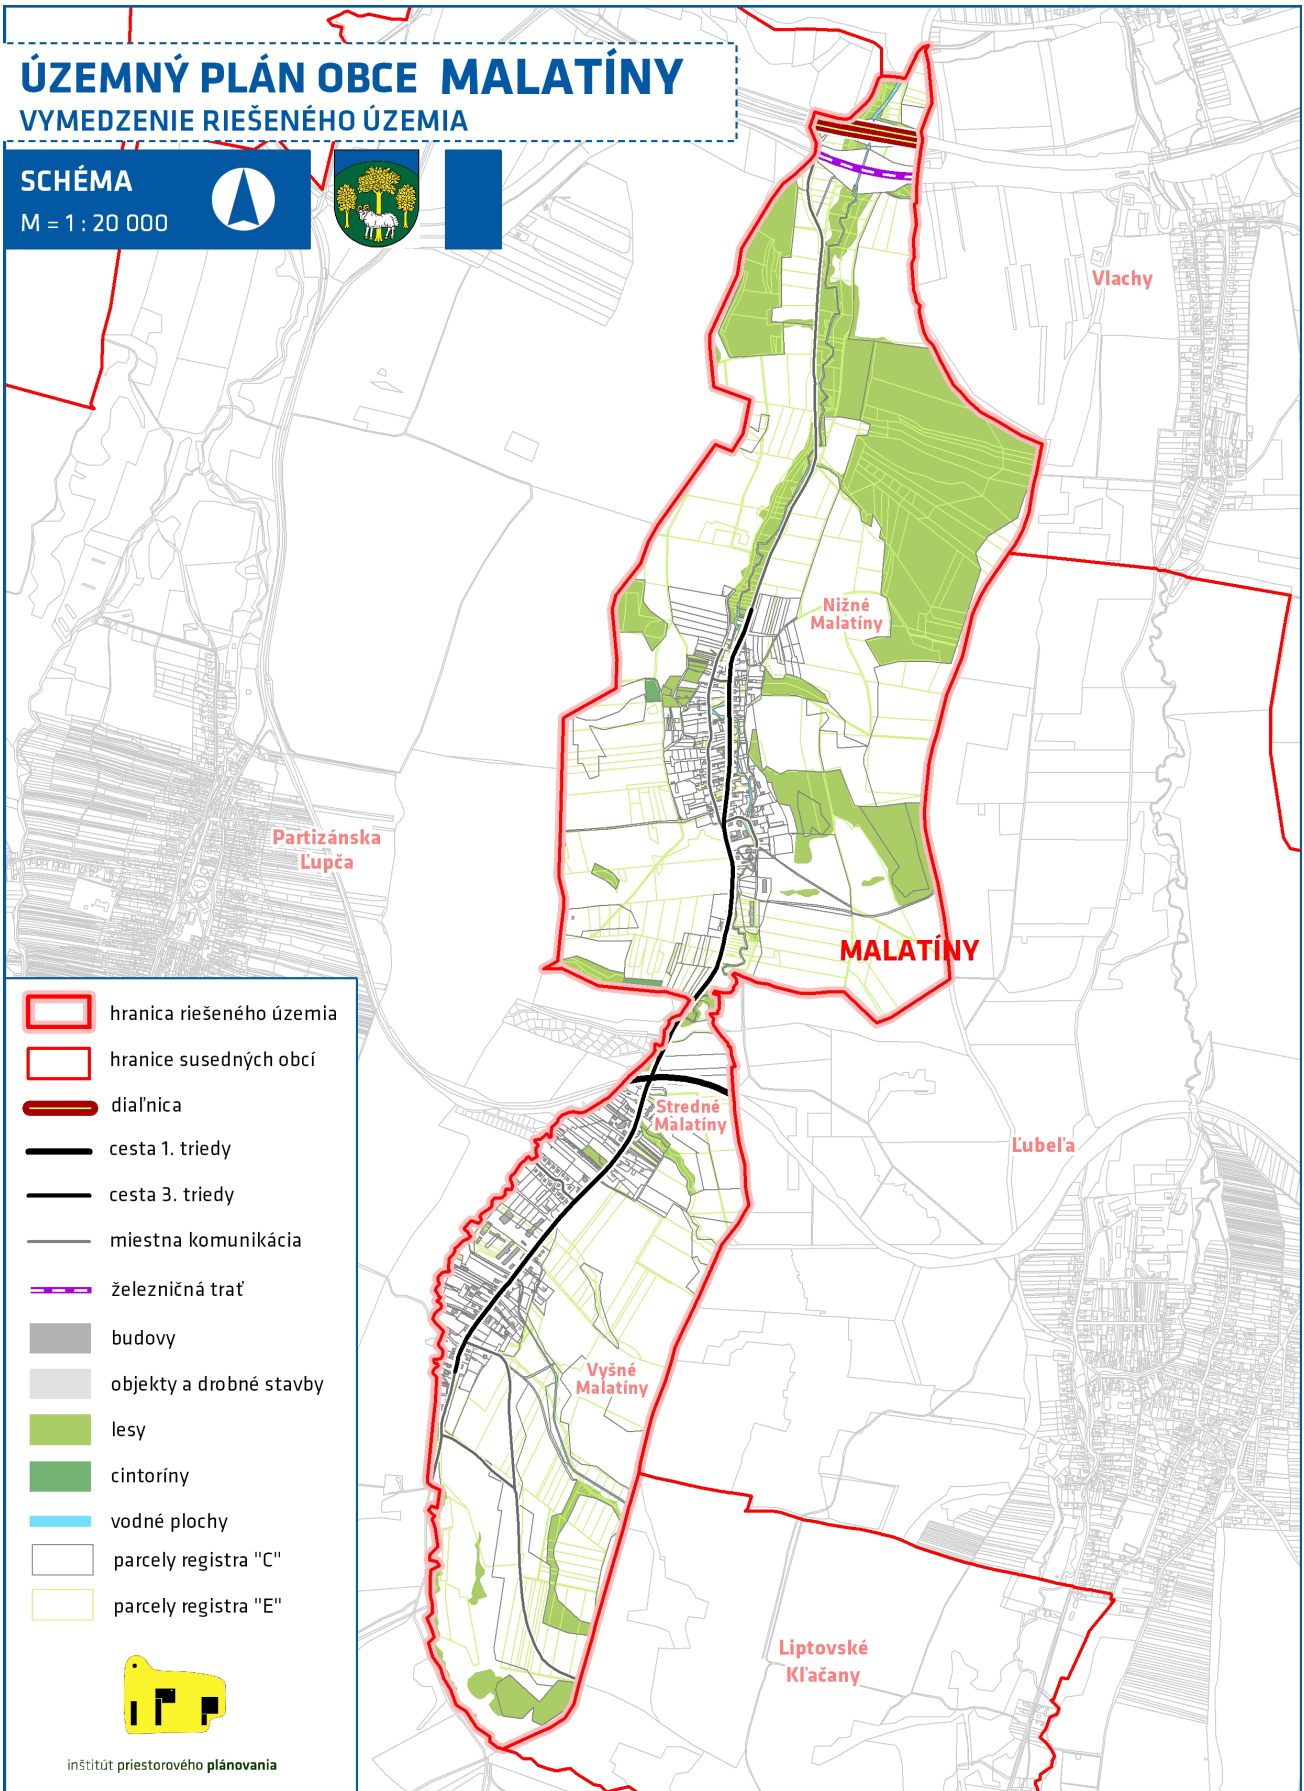 ÚZEMNÝ PLÁN OBCE MALATÍNY
VYMEDZENIE RIEŠENÉHO ÚZEMIA
SCHÉMA
M = 1 : 20 000
Vlachy
Nižné
Malatíny
Partizánska
Ľupča
MALATÍNY
Stredné
Malatíny
Ľubeľa
Vyšné
Malatíny
Liptovské
Kľačany
hranica riešeného územia
hranice susedných obcí
diaľnica
cesta 1. triedy
cesta 3. triedy
miestna komunikácia
železničná trať
budovy
objekty a drobné stavby
lesy
cintoríny
vodné plochy
parcely registra "C"
parcely registra "E"
inštitút priestorového plánovania